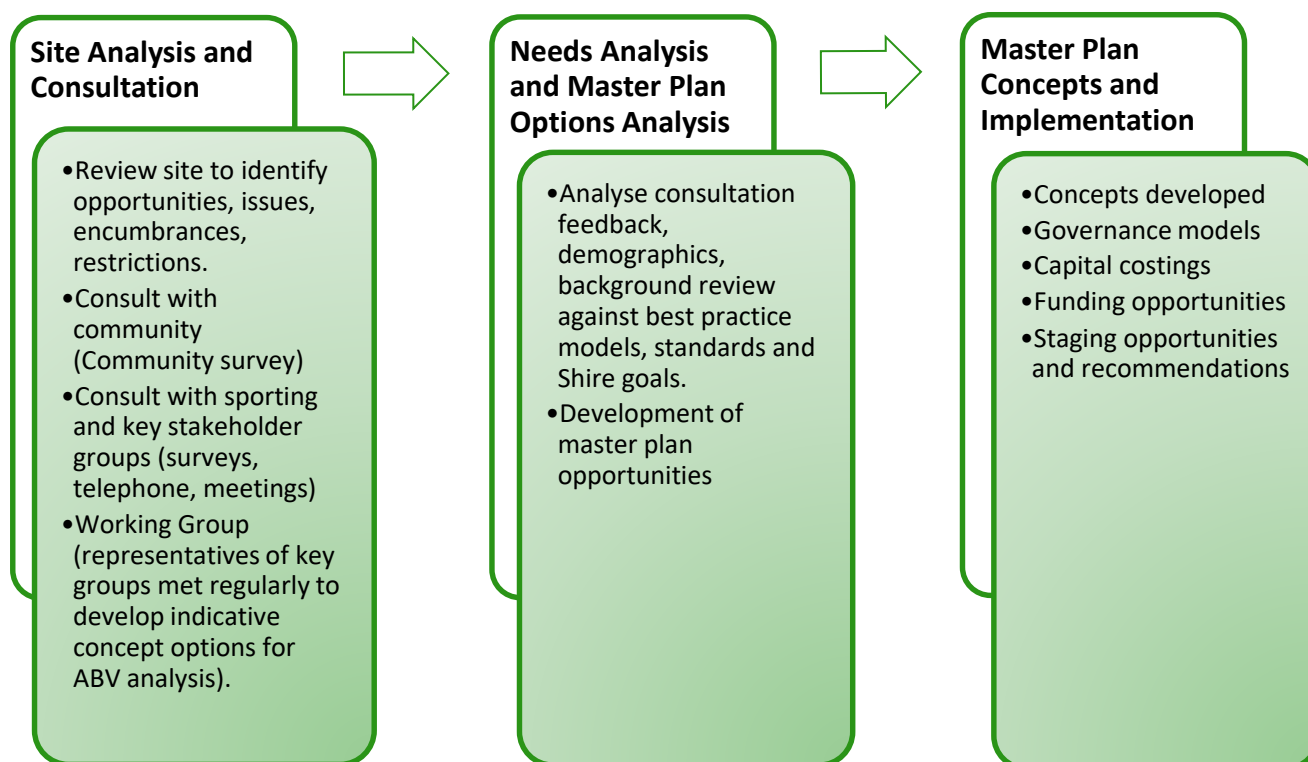 Site Analysis and
Consultation
•Review site to identify
opportunities, issues,
encumbrances,
restrictions.
•Consult with
community
(Community survey)
•Consult with sporting
and key stakeholder
groups (surveys,
telephone, meetings)
•Working Group
(representatives of key
groups met regularly to
develop indicative
concept options for
ABV analysis).
Needs Analysis
and Master Plan
Options Analysis
•Analyse consultation
feedback,
demographics,
background review
against best practice
models, standards and
Shire goals.
•Development of
master plan
opportunities
Master Plan
Concepts and
Implementation
•Concepts developed
•Governance models
•Capital costings
•Funding opportunities
•Staging opportunities
and recommendations